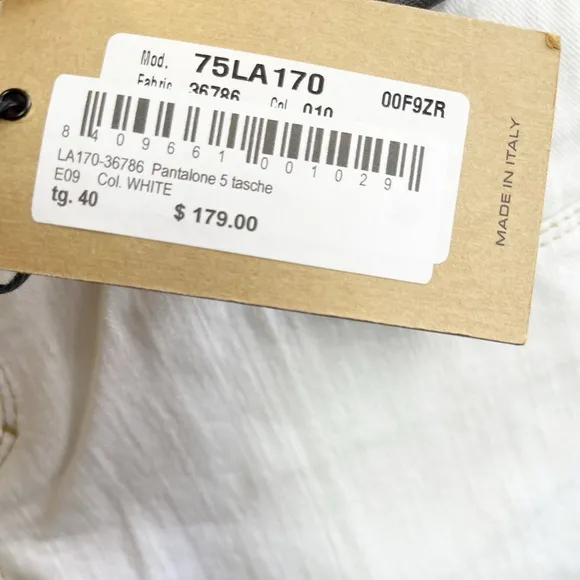 Mod. 75LA170
Fabric 36786 Col. 010 00F9ZR
8 409661 001029
LA170-36786 Pantalone 5 tasche
E09 Col. WHITE
tg. 40
$ 179.00
MADE IN ITALY